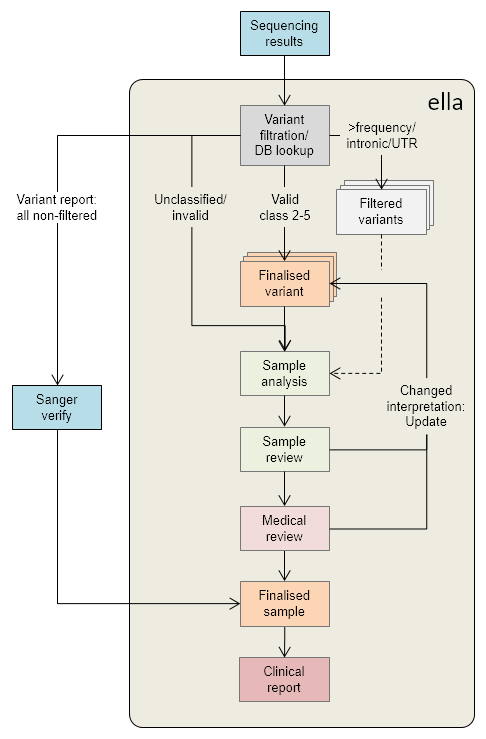 Sequencing
results
ella
Variant
filtration/
DB lookup
>frequency/
intronic/UTR
Variant report:
all non-filtered
Unclassified/
invalid
Valid
class 2-5
Filtered
variants
Finalised
variant
Sample
analysis
Sanger
verify
Changed
interpretation:
Update
Sample
review
Medical
review
Finalised
sample
Clinical
report